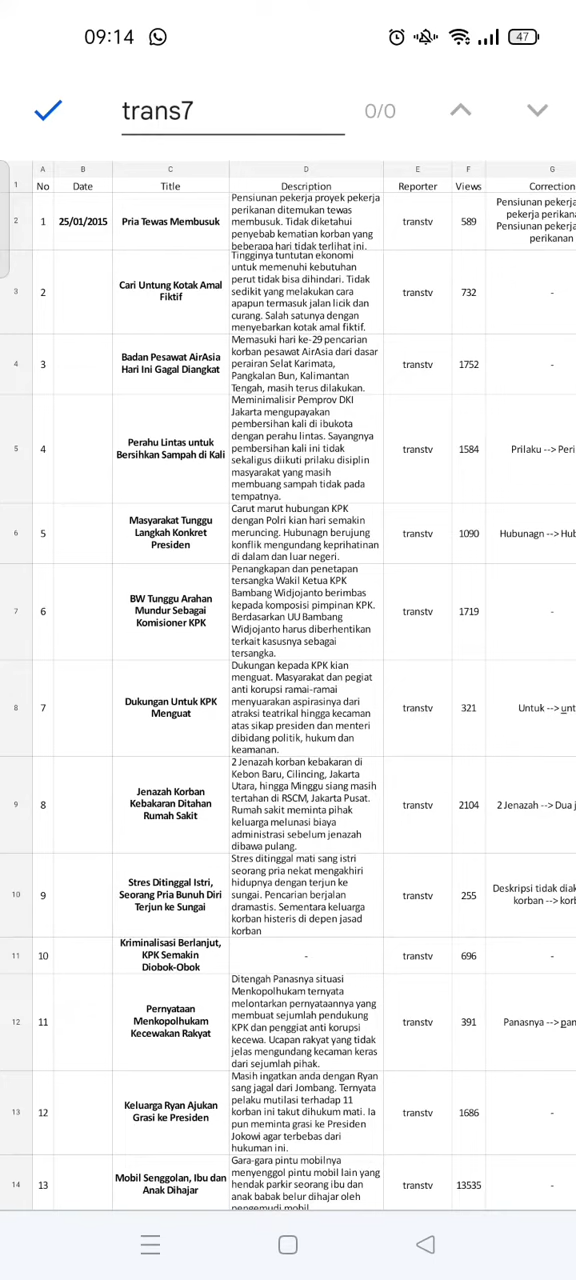 09:14
47
trans7
0/0
A B C D E F G
1 No Date Title Description Reporter Views Correction
2 1 25/01/2015 Pria Tewas Membusuk
Pensiunan pekerja proyek pekerja
perikanan ditemukan tewas
membusuk. Tidak diketahui
penyebab kematian korban yang
beberapa hari tidak terlihat ini.
transtv 589
Pensiunan pekerja
pekerja perikana
Pensiunan pekerja
perikanan
3 2
Cari Untung Kotak Amal
Fiktif
Tingginya tuntutan ekonomi
untuk memenuhi kebutuhan
perut tidak bisa dihindari. Tidak
sedikit yang melakukan cara
apapun termasuk jalan licik dan
curang. Salah satunya dengan
menyebarkan kotak amal fiktif.
transtv 732 -
4 3
Badan Pesawat AirAsia
Hari Ini Gagal Diangkat
Memasuki hari ke-29 pencarian
korban pesawat AirAsia dari dasar
perairan Selat Karimata,
Pangkalan Bun, Kalimantan
Tengah, masih terus dilakukan.
transtv 1752 -
5 4
Perahu Lintas untuk
Bersihkan Sampah di Kali
Meminimalisir Pemprov DKI
Jakarta mengupayakan
pembersihan kali di ibukota
dengan perahu lintas. Sayangnya
pembersihan kali ini tidak
sekaligus diikuti prilaku disiplin
masyarakat yang masih
membuang sampah tidak pada
tempatnya.
transtv 1584 Prilaku --> Peri
6 5
Masyarakat Tunggu
Langkah Konkret
Presiden
Carut marut hubungan KPK
dengan Polri kian hari semakin
meruncing. Hubunagn berujung
konflik mengundang keprihatinan
di dalam dan luar negeri.
transtv 1090 Hubunagn --> Hub
7 6
BW Tunggu Arahan
Mundur Sebagai
Komisioner KPK
Penangkapan dan penetapan
tersangka Wakil Ketua KPK
Bambang Widjojanto berimbas
kepada komposisi pimpinan KPK.
Berdasarkan UU Bambang
Widjojanto harus diberhentikan
terkait kasusnya sebagai
tersangka.
transtv 1719 -
8 7
Dukungan Untuk KPK
Menguat
Dukungan kepada KPK kian
menguat. Masyarakat dan pegiat
anti korupsi ramai-ramai
menyuarakan aspirasinya dari
atraksi teatrikal hingga kecaman
atas sikap presiden dan menteri
dibidang politik, hukum dan
keamanan.
transtv 321 Untuk --> unt
9 8
Jenazah Korban
Kebakaran Ditahan
Rumah Sakit
2 Jenazah korban kebakaran di
Kebon Baru, Cilincing, Jakarta
Utara, hingga Minggu siang masih
tertahan di RSCM, Jakarta Pusat.
Rumah sakit meminta pihak
keluarga melunasi biaya
administrasi sebelum jenazah
dibawa pulang.
transtv 2104 2 Jenazah --> Dua j
10 9
Stres Ditinggal Istri,
Seorang Pria Bunuh Diri
Terjun ke Sungai
Stres ditinggal mati sang istri
seorang pria nekat mengakhiri
hidupnya dengan terjun ke
sungai. Pencarian berjalan
dramastis. Sementara keluarga
korban histeris di depen jasad
korban
transtv 255
Deskripsi tidak diak
korban --> korb
11 10
Kriminalisasi Berlanjut,
KPK Semakin
Diobok-Obok
- transtv 696 -
12 11
Pernyataan
Menkopolhukam
Kecewakan Rakyat
Ditengah Panasnya situasi
Menkopolhukam ternyata
melontarkan pernyataannya yang
membuat sejumlah pendukung
KPK dan penggiat anti korupsi
kecewa. Ucapan rakyat yang tidak
jelas mengundang kecaman keras
dari sejumlah pihak.
transtv 391 Panasnya --> pan
13 12
Keluarga Ryan Ajukan
Grasi ke Presiden
Masih ingatkan anda dengan Ryan
sang jagal dari Jombang. Ternyata
pelaku mutilasi terhadap 11
korban ini takut dihukum mati. Ia
pun meminta grasi ke Presiden
Jokowi agar terbebas dari
hukuman ini.
transtv 1686 -
14 13
Mobil Senggolan, Ibu dan
Anak Dihajar
Gara-gara pintu mobilnya
menyenggol pintu mobil lain yang
hendak parkir seorang ibu dan
anak babak belur dihajar oleh
pengemudi mobil
transtv 13535 -